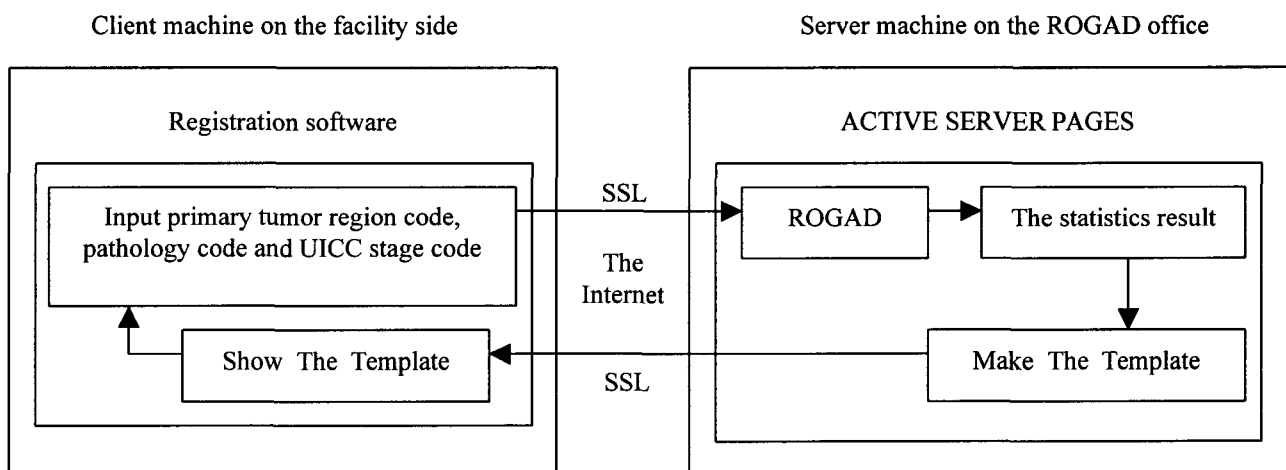 Client machine on the facility side
Server machine on the ROGAD office
Registration software
ACTIVE SERVER PAGES
Input primary tumor region code,
pathology code and UICC stage code
SSL
ROGAD
The statistics result
The
Internet
Show The Template
SSL
Make The Template